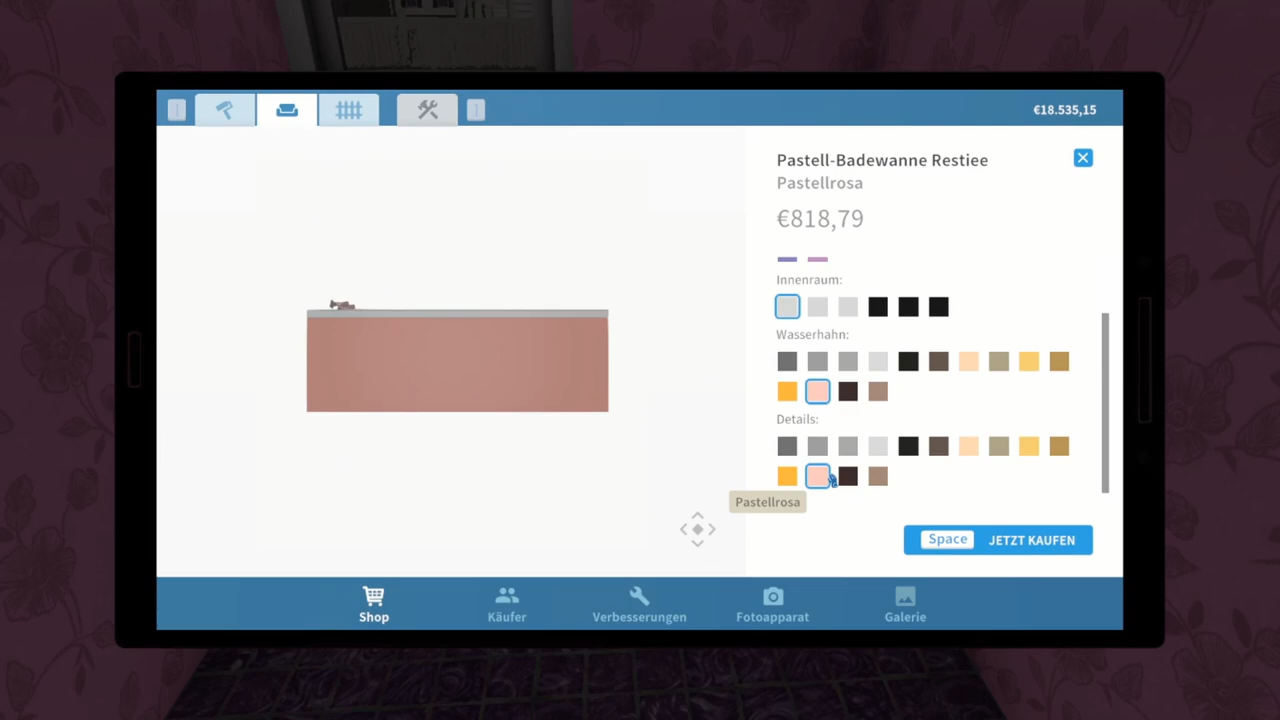 €18.535,15
Pastell-Badewanne Restiee
Pastellrosa
€818,79
Innenraum:
Wasserhahn:
Details:
Pastellrosa
Space JETZT KAUFEN
Shop Käufer Verbesserungen Fotoapparat Galerie